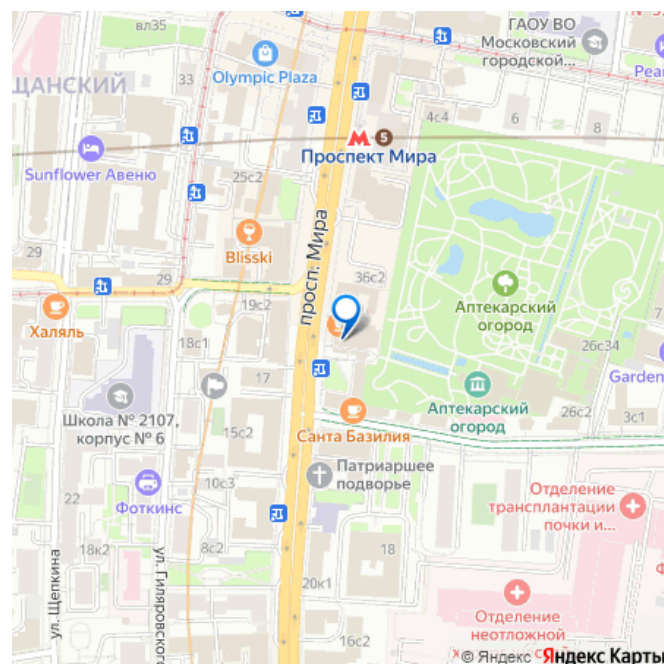 вл35
ГАОУ ВО
Московский
городской...
Olympic Plaza
ЩАНСКИЙ
33
4с4
6
8
5
Проспект Мира
Sunflower Авеню
25с2
просп. Мира
Blisski
29
29
36с2
Аптекарский
огород
19с2
Халяль
18с1
7
26с34
17
Garden
Школа № 2107,
корпус № 6
Аптекарский
огород
26с2
3с1
Санта Базилия
15с2
Патриаршее
подворье
Отделение
трансплантации
почки и...
22
10с3
Фоткинс
18к2
8с2
18
ул. Щепкина
ул. Гиляровского
20к1
Отделение
неотложной
16с2
© Яндекс Яндекс Карты